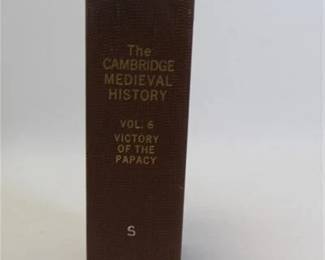 The
CAMBRIDGE
MEDIEVAL
HISTORY
VOL. 6
VICTORY
OF THE
PAPACY
S